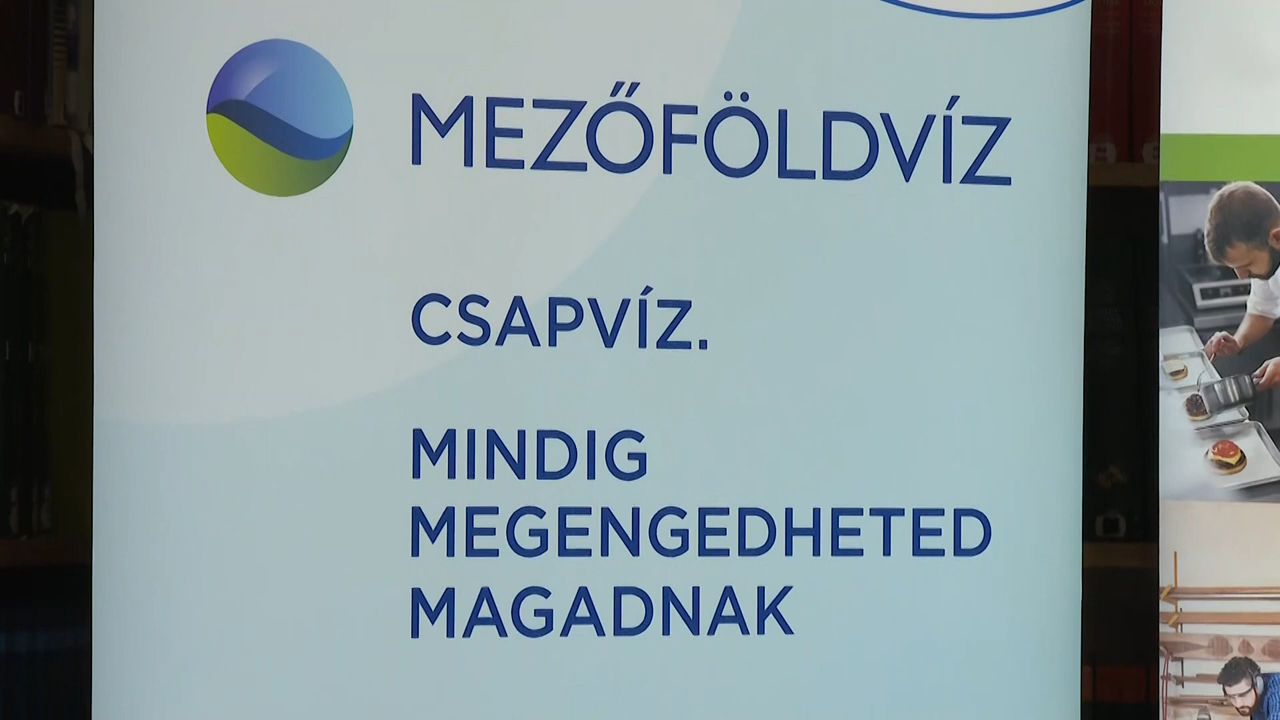 MEZŐFÖLDVÍZ
CSAPVÍZ.
MINDIG
MEGENGEDHETED
MAGADNAK